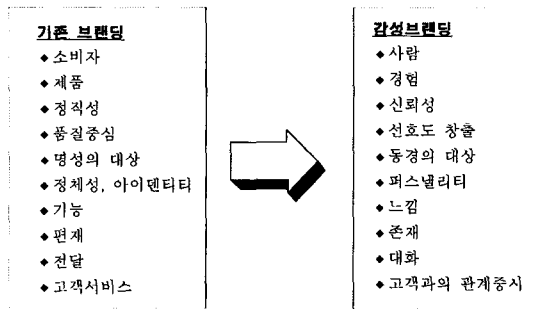 기존 브랜딩
◆ 소비자
◆ 제품
◆ 정직성
◆ 품질중심
◆ 명성의 대상
◆ 정체성, 아이덴티티
◆ 기능
◆ 편재
◆ 전달
◆ 고객서비스
감성브랜딩
◆ 사람
◆ 경험
◆ 신뢰성
◆ 선호도 창출
◆ 동경의 대상
◆ 퍼스낼리티
◆ 느낌
◆ 존재
◆ 대화
◆ 고객과의 관계중시